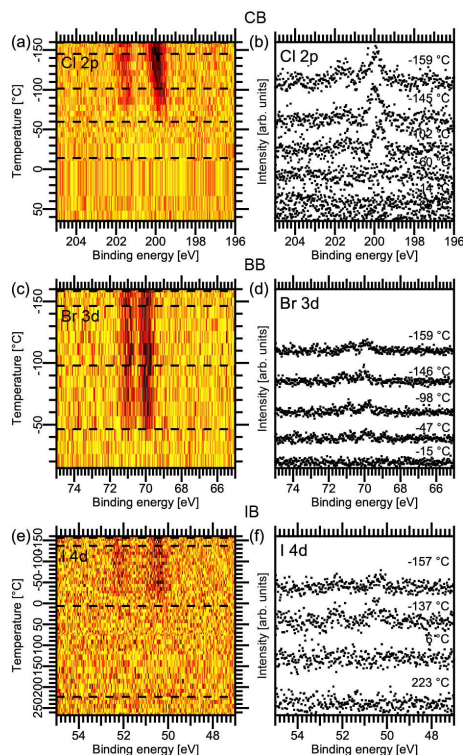 CB
(a) (b)
Cl 2p
Cl 2p
-150
-100
-50
0
50
Temperature [°C]
Intensity [arb. units]
-159 °C
-145 °C
-102 °C
-60 °C
204 202 200 198 196
204 202 200 198 196
Binding energy [eV]
Binding energy [eV]
BB
(c) (d)
Br 3d
Br 3d
-150
-100
-50
Temperature [°C]
Intensity [arb. units]
-159 °C
-146 °C
-98 °C
-47 °C
-15 °C
74 72 70 68 66
74 72 70 68 66
Binding energy [eV]
Binding energy [eV]
IB
(e) (f)
I 4d
I 4d
-150
-100
-50
0
50
100
150
200
250
Temperature [°C]
Intensity [arb. units]
-157 °C
-137 °C
6 °C
223 °C
54 52 50 48
54 52 50 48
Binding energy [eV]
Binding energy [eV]